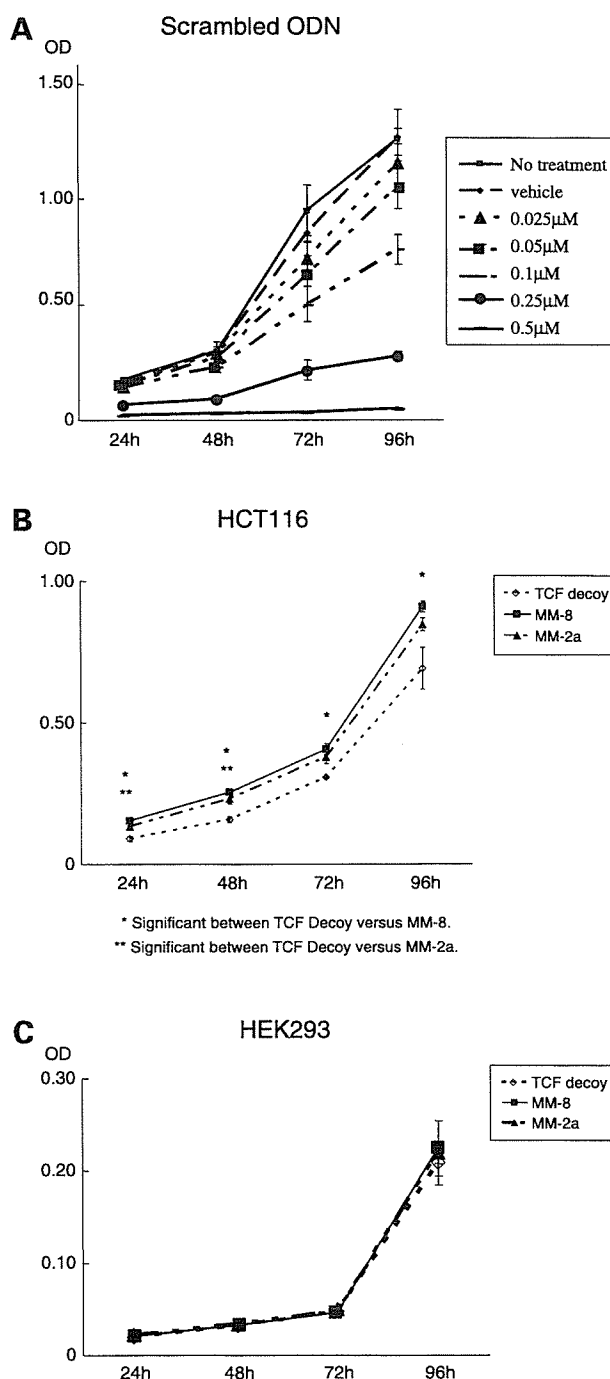 A
Scrambled ODN
OD
1.50
1.00
0.50
0
24h 48h 72h 96h
No treatment
vehicle
0.025μM
0.05μM
0.1μM
0.25μM
0.5μM
B
HCT116
OD
1.00
0.50
0
* ** * ** * *
24h 48h 72h 96h
TCF decoy
MM-8
MM-2a
* Significant between TCF Decoy versus MM-8.
** Significant between TCF Decoy versus MM-2a.
C
HEK293
OD
0.30
0.20
0.10
0
24h 48h 72h 96h
TCF decoy
MM-8
MM-2a